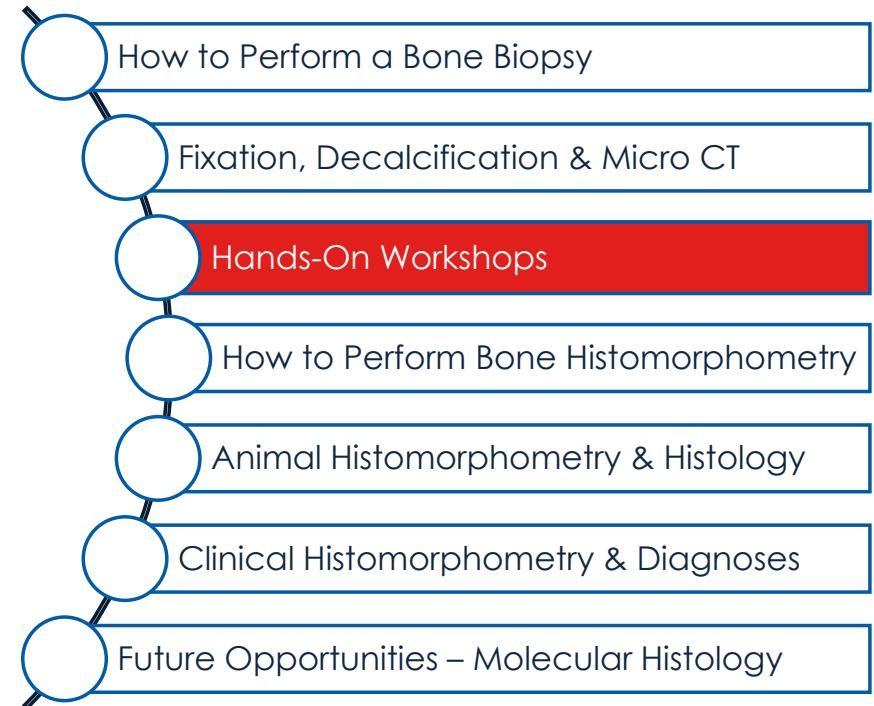 How to Perform a Bone Biopsy
Fixation, Decalcification & Micro CT
Hands-On Workshops
How to Perform Bone Histomorphometry
Animal Histomorphometry & Histology
Clinical Histomorphometry & Diagnoses
Future Opportunities – Molecular Histology